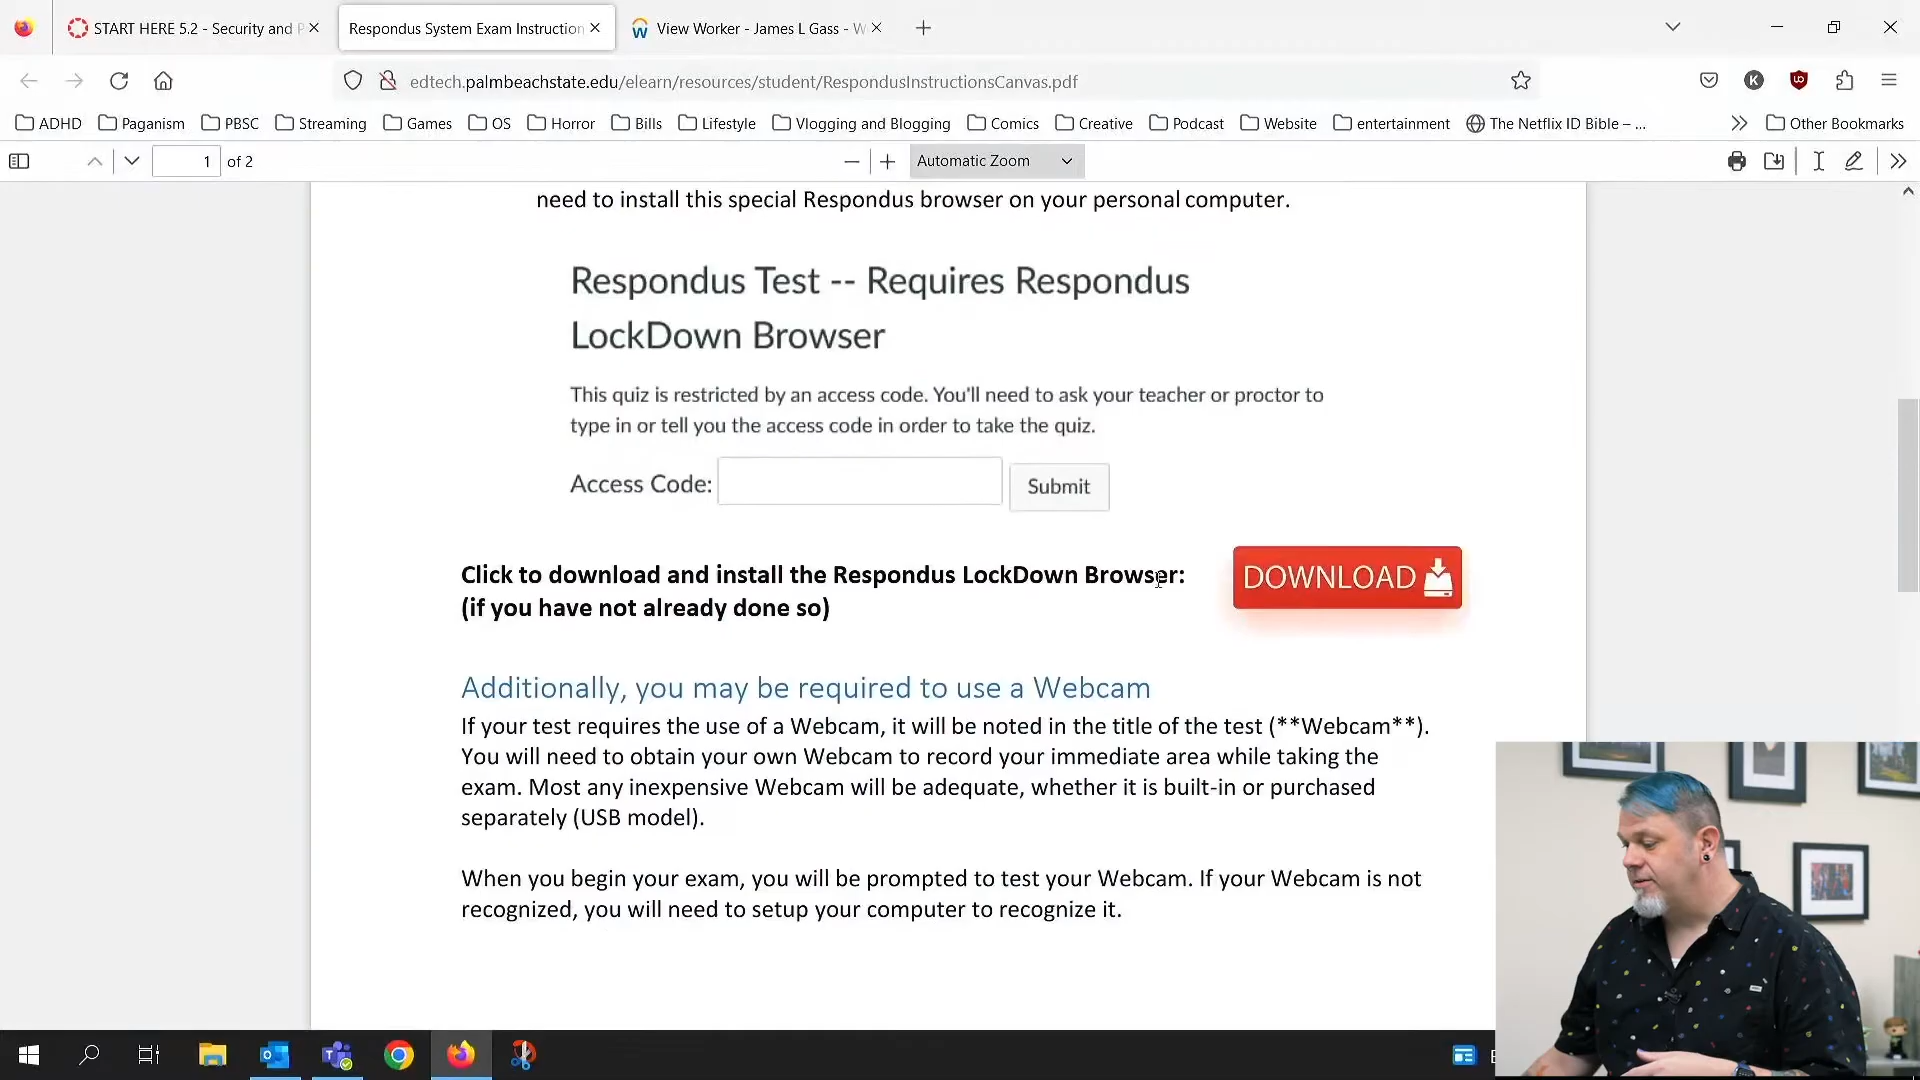 START HERE 5.2 - Security and P
Respondus System Exam Instruction
View Worker - James L Gass - W
edtech.palmbeachstate.edu/elearn/resources/student/RespondusInstructionsCanvas.pdf
K
ADHD
Paganism
PBSC
Streaming
Games
OS
Horror
Bills
Lifestyle
Vlogging and Blogging
Comics
Creative
Podcast
Website
entertainment
The Netflix ID Bible – ...
Other Bookmarks
1 of 2
Automatic Zoom
need to install this special Respondus browser on your personal computer.
Respondus Test -- Requires Respondus
LockDown Browser
This quiz is restricted by an access code. You'll need to ask your teacher or proctor to
type in or tell you the access code in order to take the quiz.
Access Code:
Submit
Click to download and install the Respondus LockDown Browser:
(if you have not already done so)
DOWNLOAD
Additionally, you may be required to use a Webcam
If your test requires the use of a Webcam, it will be noted in the title of the test (**Webcam**).
You will need to obtain your own Webcam to record your immediate area while taking the
exam. Most any inexpensive Webcam will be adequate, whether it is built-in or purchased
separately (USB model).
When you begin your exam, you will be prompted to test your Webcam. If your Webcam is not
recognized, you will need to setup your computer to recognize it.